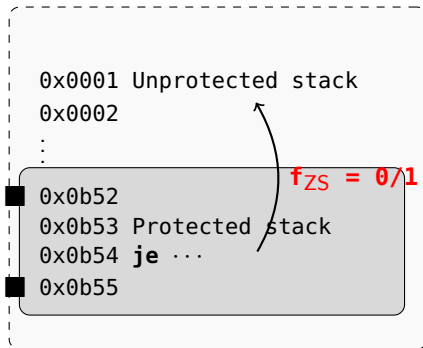 0x0001 Unprotected stack
0x0002
⋮
f_ZS = 0/1
0x0b52
0x0b53 Protected stack
0x0b54 je ···
0x0b55